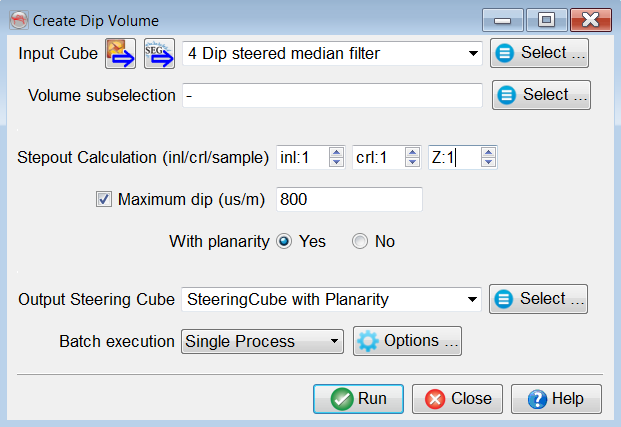 Create Dip Volume
Input Cube SEG 4 Dip steered median filter Select ...
Volume subselection - Select ...
Stepout Calculation (inl/crl/sample) inl:1 crl:1 Z:1
Maximum dip (us/m) 800
With planarity Yes No
Output Steering Cube SteeringCube with Planarity Select ...
Batch execution Single Process Options ...
Run Close Help